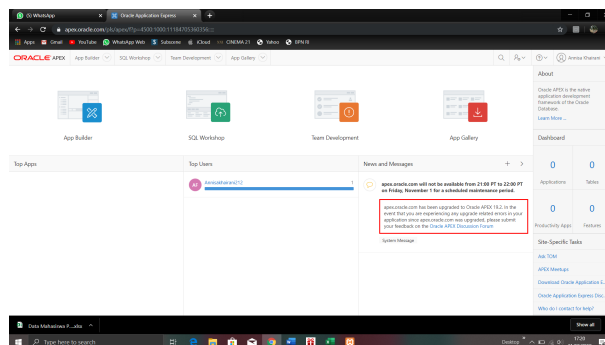 (5) WhatsApp
Oracle Application Express
apex.oracle.com/pls/apex/f?p=4500:1000:11184705360356:::
Apps Gmail YouTube WhatsApp Web Subscene iCloud CINEMA 21 Yahoo BPN RI
ORACLE APEX App Builder SQL Workshop Team Development App Gallery
App Builder
SQL Workshop
Team Development
App Gallery
About
Oracle APEX is the
native application
development
framework of the
Oracle Database.
Learn More ...
Dashboard
0 0
Applications Tables
0 0
Productivity Apps Features
Site-Specific Tasks
Ask TOM
APEX Meetups
Download Oracle Application E...
Oracle Application Express Disc...
Who do I contact for help?
Top Apps
Top Users
1
News and Messages
apex.oracle.com will not be available from 21:00 PT to 22:00 PT
on Friday, November 1 for a scheduled maintenance period.
apex.oracle.com has been upgraded to Oracle APEX 19.2. In the
event that you are experiencing any upgrade related errors in your
application since apex.oracle.com was upgraded, please submit
your feedback on the Oracle APEX Discussion Forum
System Message
Data Mahasiswa P....xlsx
Show all
Type here to search
Desktop
17:20